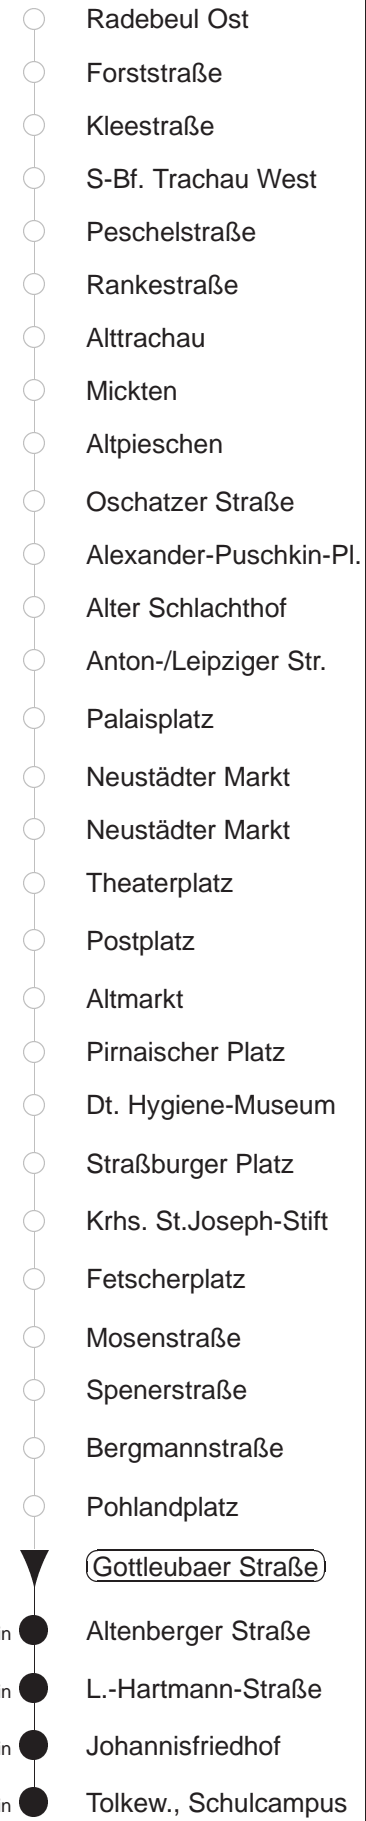 Radebeul Ost
Forststraße
Kleestraße
S-Bf. Trachau West
Peschelstraße
Rankestraße
Alttrachau
Mickten
Altpieschen
Oschatzer Straße
Alexander-Puschkin-Pl.
Alter Schlachthof
Anton-/Leipziger Str.
Palaisplatz
Neustädter Markt
Neustädter Markt
Theaterplatz
Postplatz
Altmarkt
Pirnaischer Platz
Dt. Hygiene-Museum
Straßburger Platz
Krhs. St.Joseph-Stift
Fetscherplatz
Mosenstraße
Spenerstraße
Bergmannstraße
Pohlandplatz
Gottleubaer Straße
Altenberger Straße
L.-Hartmann-Straße
Johannisfriedhof
Tolkew., Schulcampus